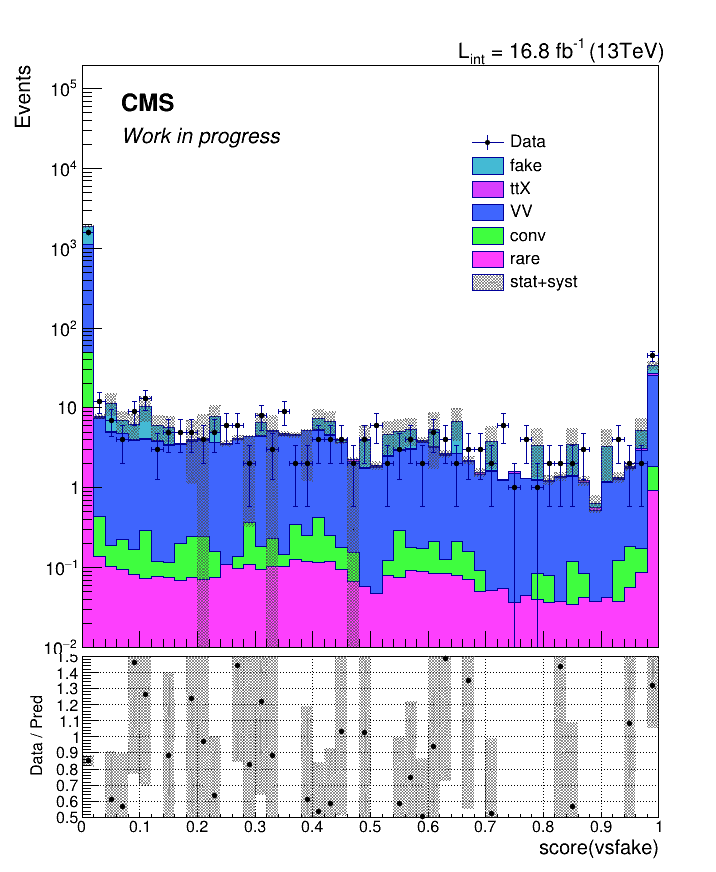 L_int = 16.8 fb^-1 (13TeV)
Events
10^5
10^4
10^3
10^2
10
1
10^−1
10^−2
CMS
Work in progress
Data
fake
ttX
VV
conv
rare
stat+syst
Data / Pred
1.5
1.4
1.3
1.2
1.1
1
0.9
0.8
0.7
0.6
0.5
0 0.1 0.2 0.3 0.4 0.5 0.6 0.7 0.8 0.9 1
score(vsfake)